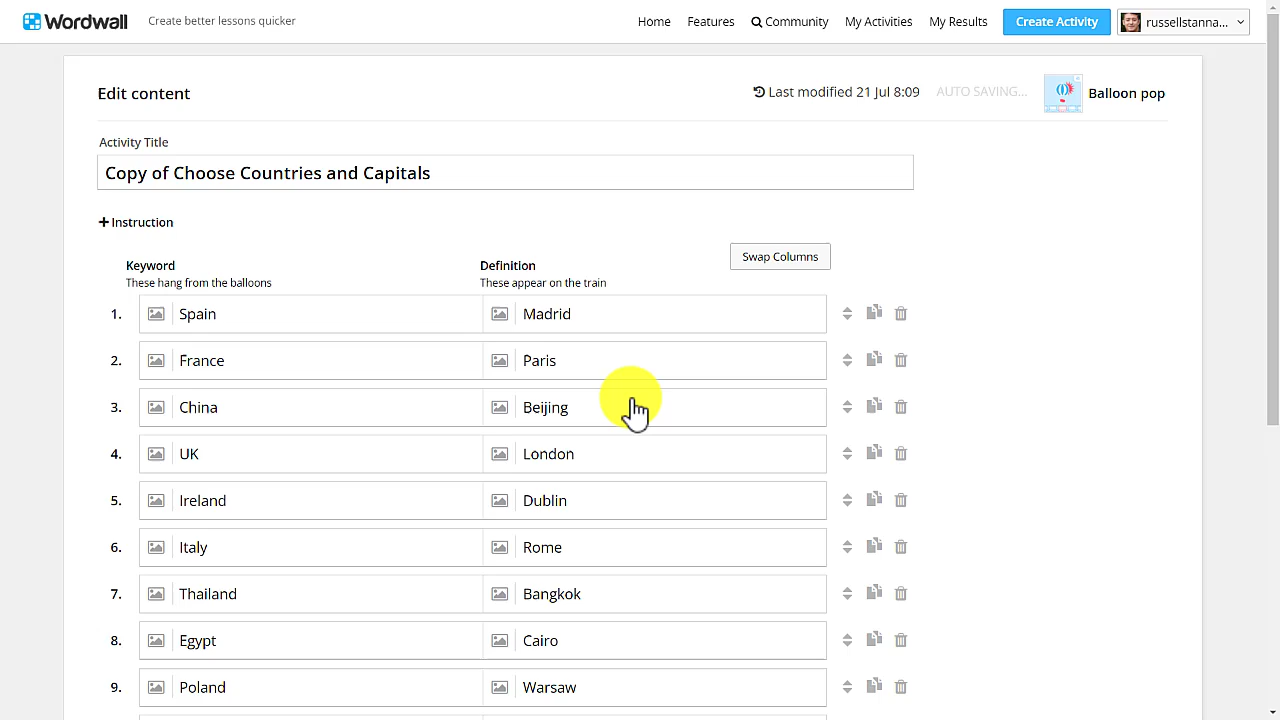 Wordwall Create better lessons quicker Home Features Community My Activities My Results Create Activity russellstanna...
Edit content Last modified 21 Jul 8:09 AUTO SAVING... Balloon pop
Activity Title
Copy of Choose Countries and Capitals
+ Instruction
Keyword Definition Swap Columns
These hang from the balloons These appear on the train
1. Spain Madrid
2. France Paris
3. China Beijing
4. UK London
5. Ireland Dublin
6. Italy Rome
7. Thailand Bangkok
8. Egypt Cairo
9. Poland Warsaw